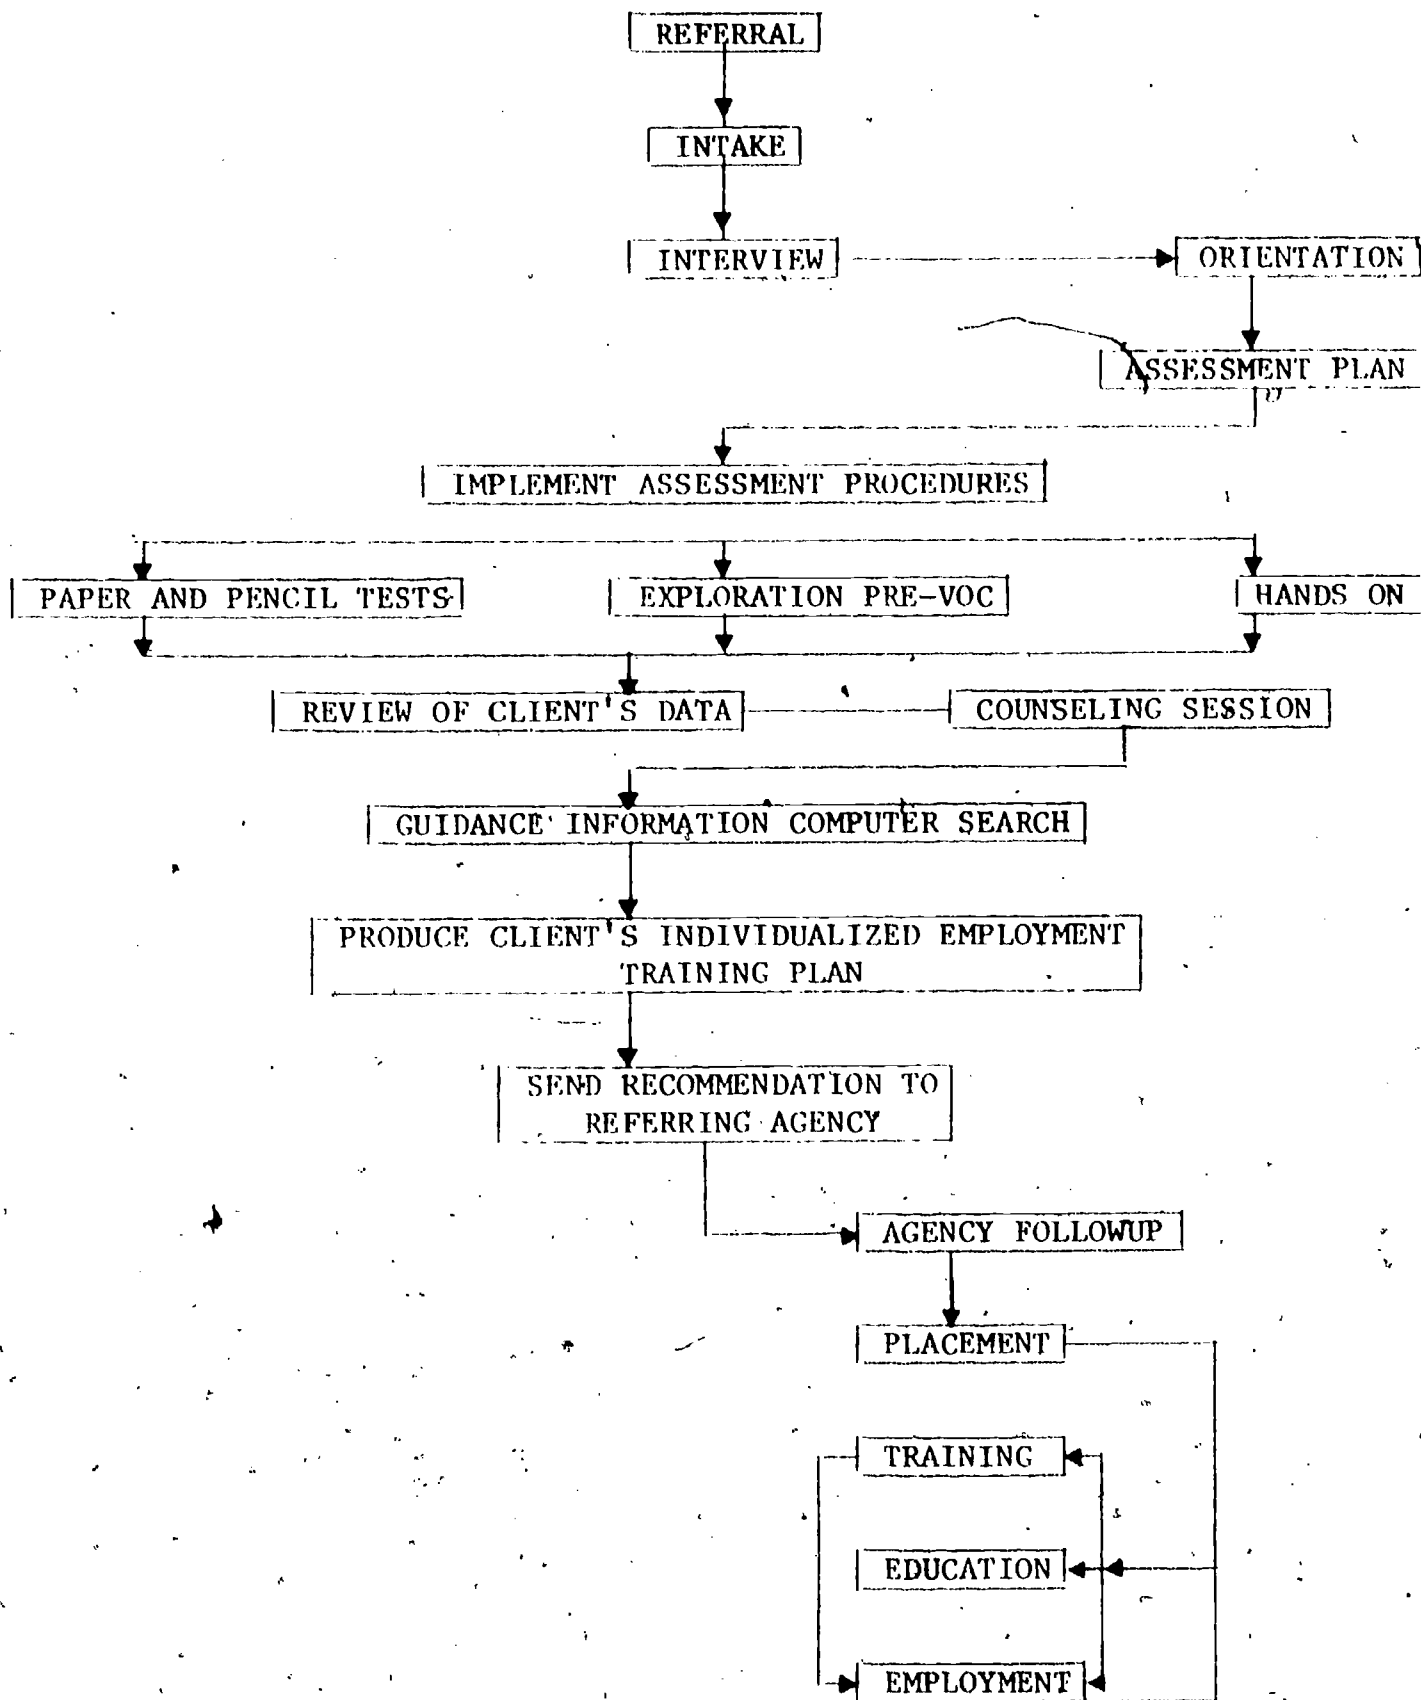 REFERRAL
INTAKE
INTERVIEW
ORIENTATION
ASSESSMENT PLAN
IMPLEMENT ASSESSMENT PROCEDURES
PAPER AND PENCIL TESTS
EXPLORATION PRE-VOC
HANDS ON
REVIEW OF CLIENT'S DATA
COUNSELING SESSION
GUIDANCE INFORMATION COMPUTER SEARCH
PRODUCE CLIENT'S INDIVIDUALIZED EMPLOYMENT
TRAINING PLAN
SEND RECOMMENDATION TO
REFERRING AGENCY
AGENCY FOLLOWUP
PLACEMENT
TRAINING
EDUCATION
EMPLOYMENT